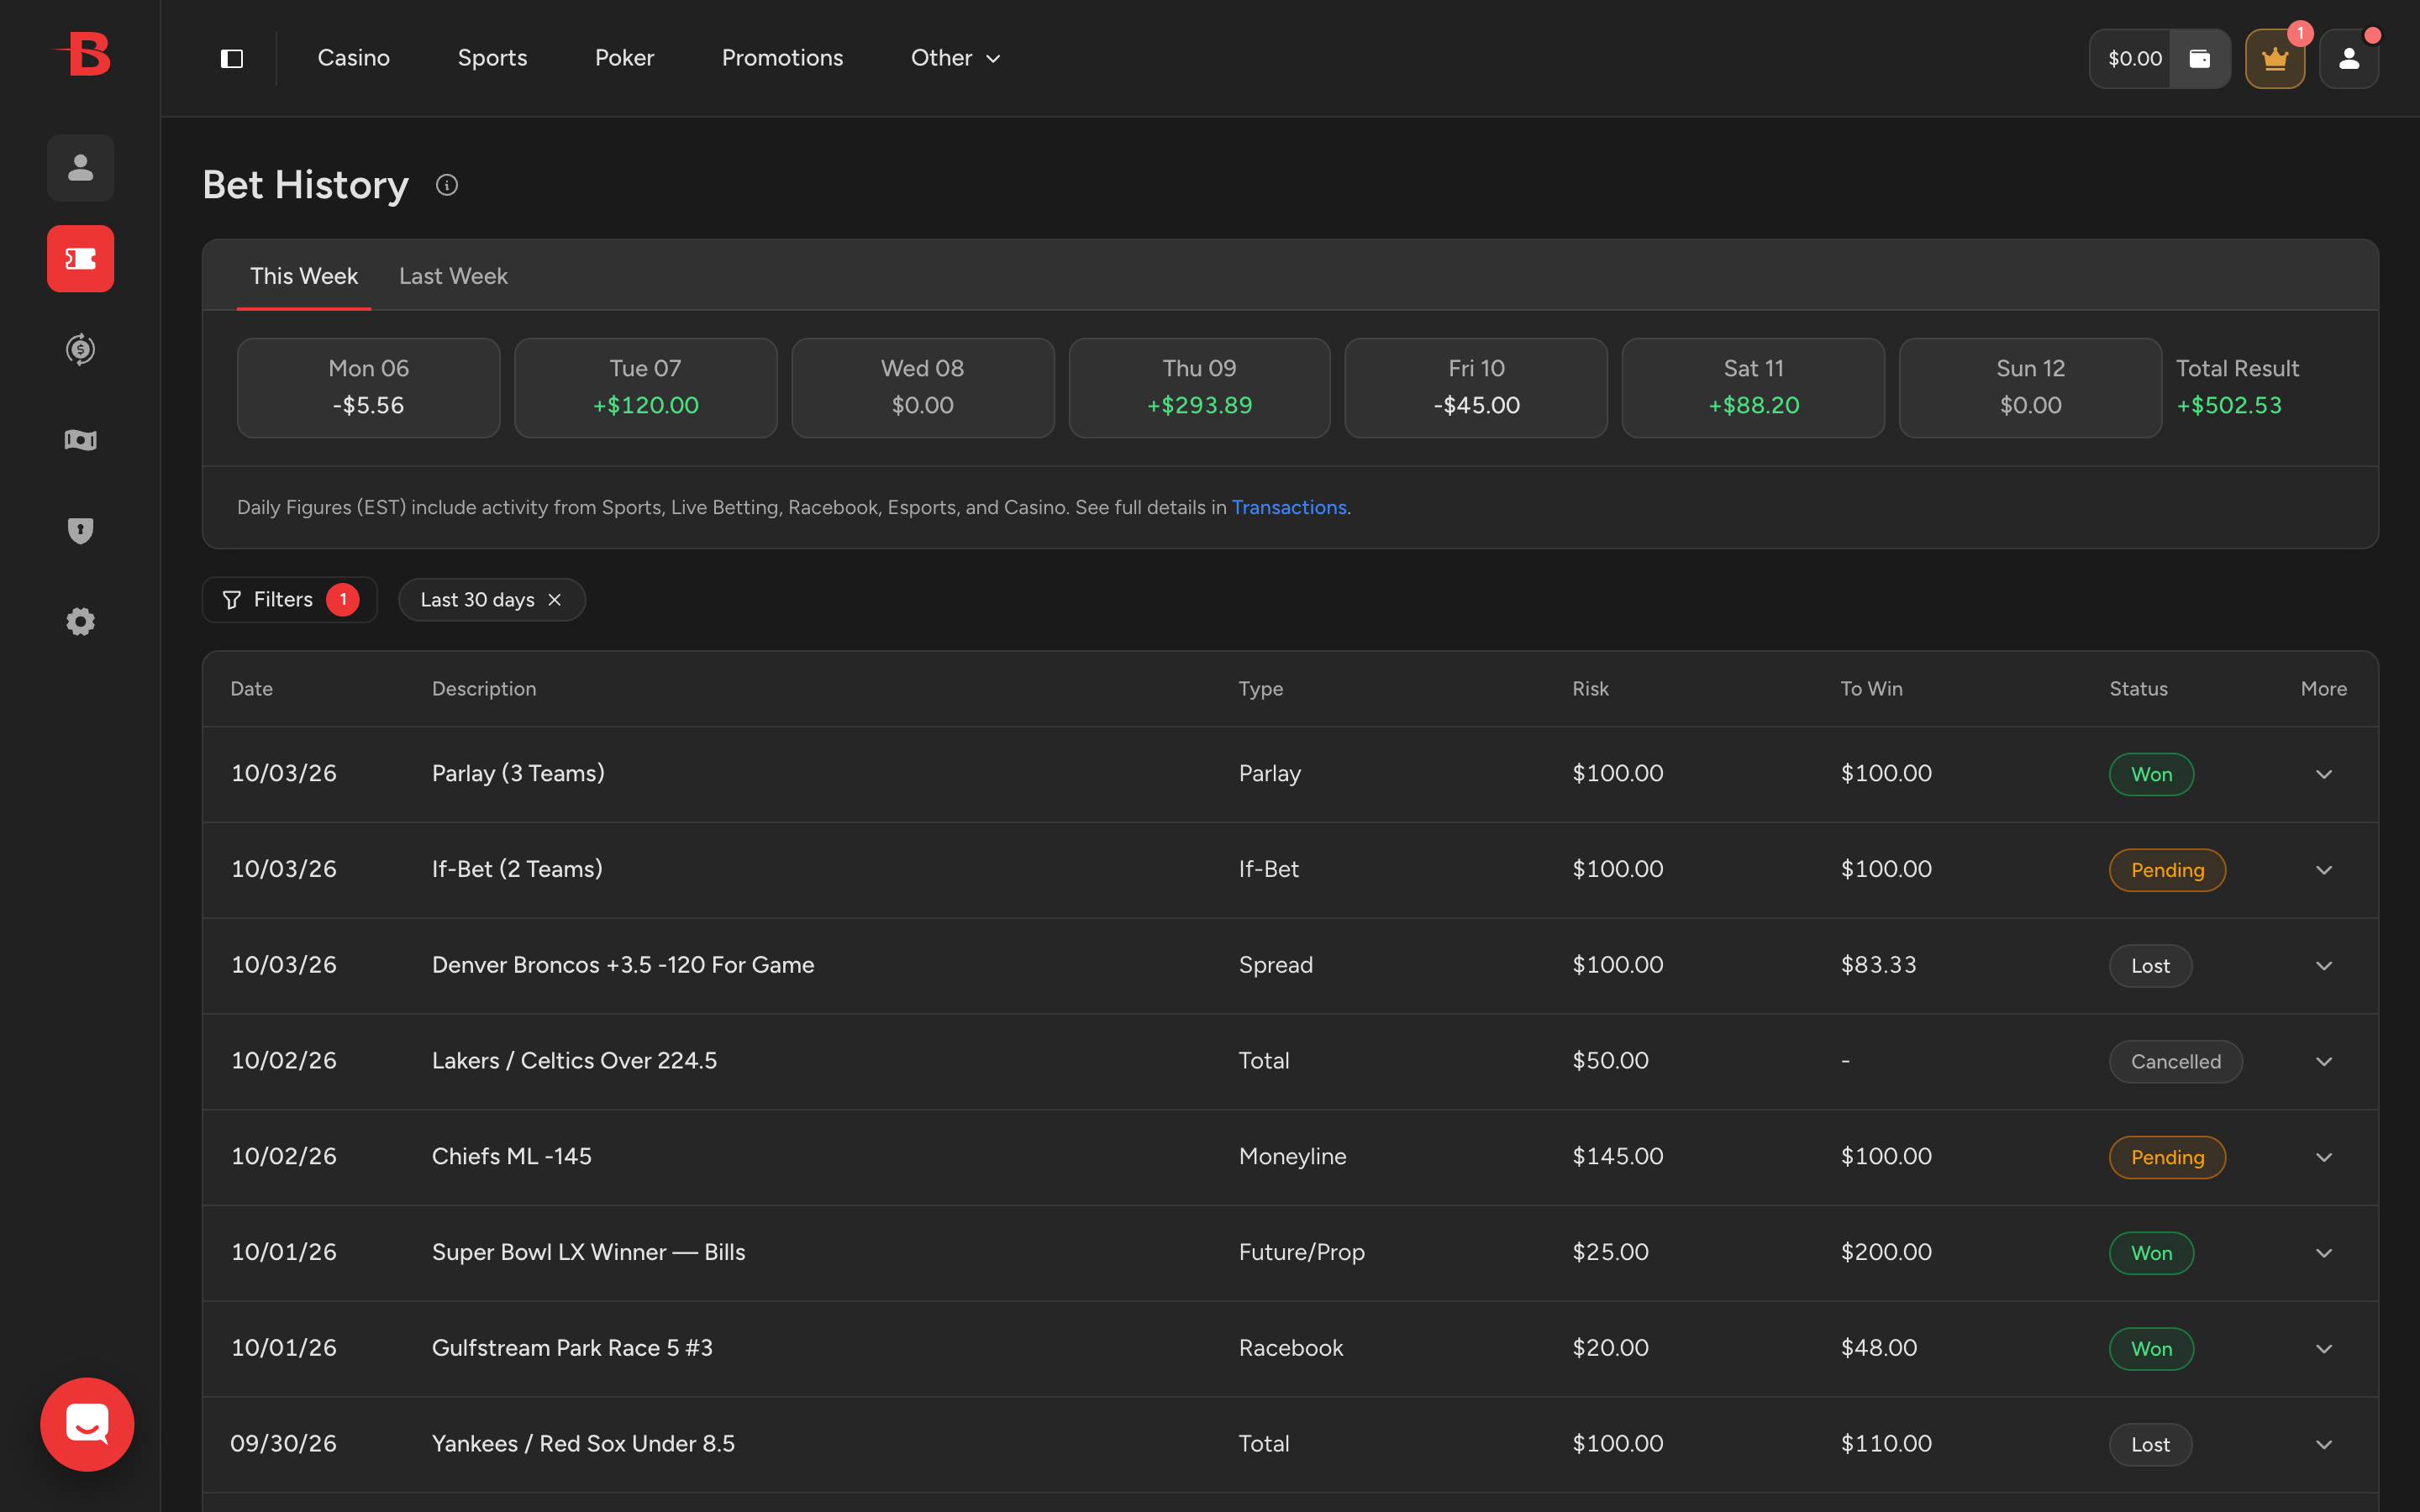 B
Casino Sports Poker Promotions Other $0.00 1
Bet History
This Week Last Week
Mon 06 Tue 07 Wed 08 Thu 09 Fri 10 Sat 11 Sun 12 Total Result
-$5.56 +$120.00 $0.00 +$293.89 -$45.00 +$88.20 $0.00 +$502.53
Daily Figures (EST) include activity from Sports, Live Betting, Racebook, Esports, and Casino. See full details in Transactions.
Filters 1 Last 30 days
Date Description Type Risk To Win Status More
10/03/26 Parlay (3 Teams) Parlay $100.00 $100.00 Won
10/03/26 If-Bet (2 Teams) If-Bet $100.00 $100.00 Pending
10/03/26 Denver Broncos +3.5 -120 For Game Spread $100.00 $83.33 Lost
10/02/26 Lakers / Celtics Over 224.5 Total $50.00 - Cancelled
10/02/26 Chiefs ML -145 Moneyline $145.00 $100.00 Pending
10/01/26 Super Bowl LX Winner — Bills Future/Prop $25.00 $200.00 Won
10/01/26 Gulfstream Park Race 5 #3 Racebook $20.00 $48.00 Won
09/30/26 Yankees / Red Sox Under 8.5 Total $100.00 $110.00 Lost